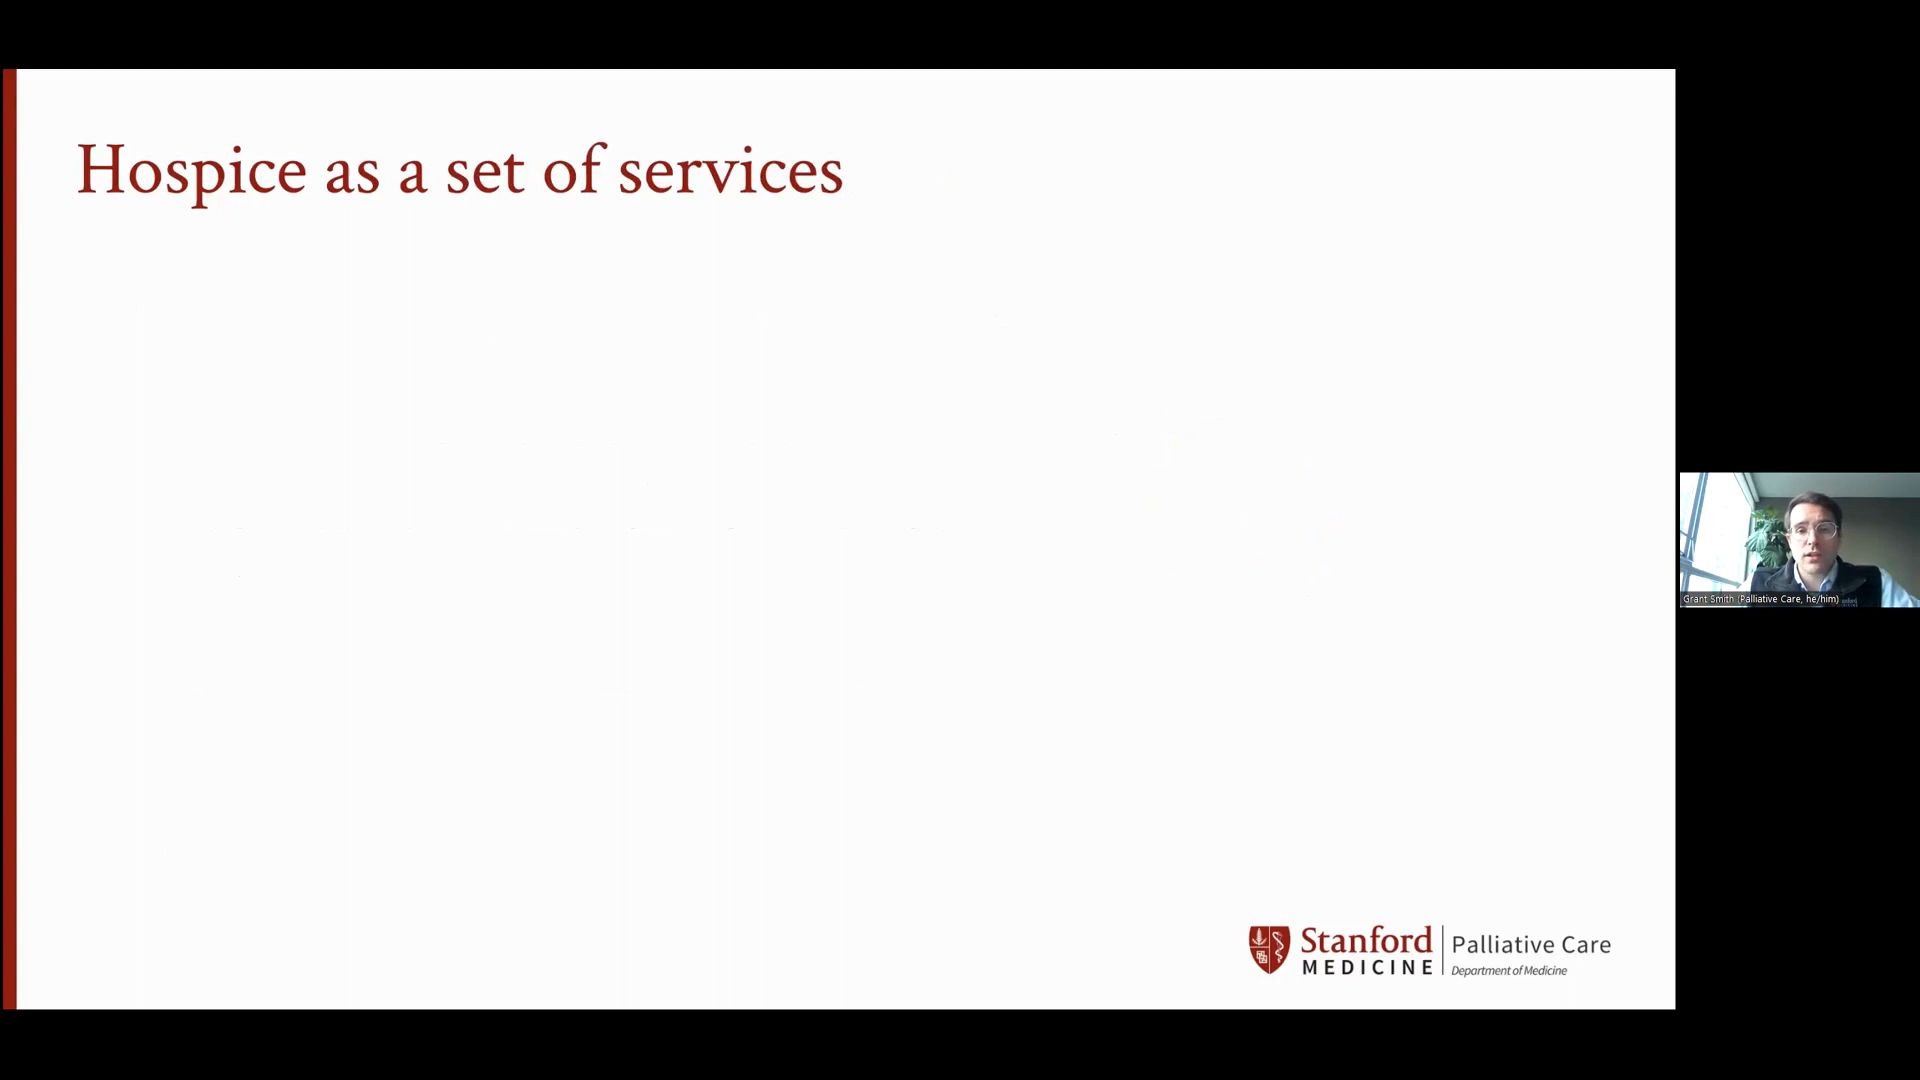 Hospice as a set of services
Stanford
MEDICINE
Palliative Care
Department of Medicine
Grant Smith (Palliative Care, he/him)